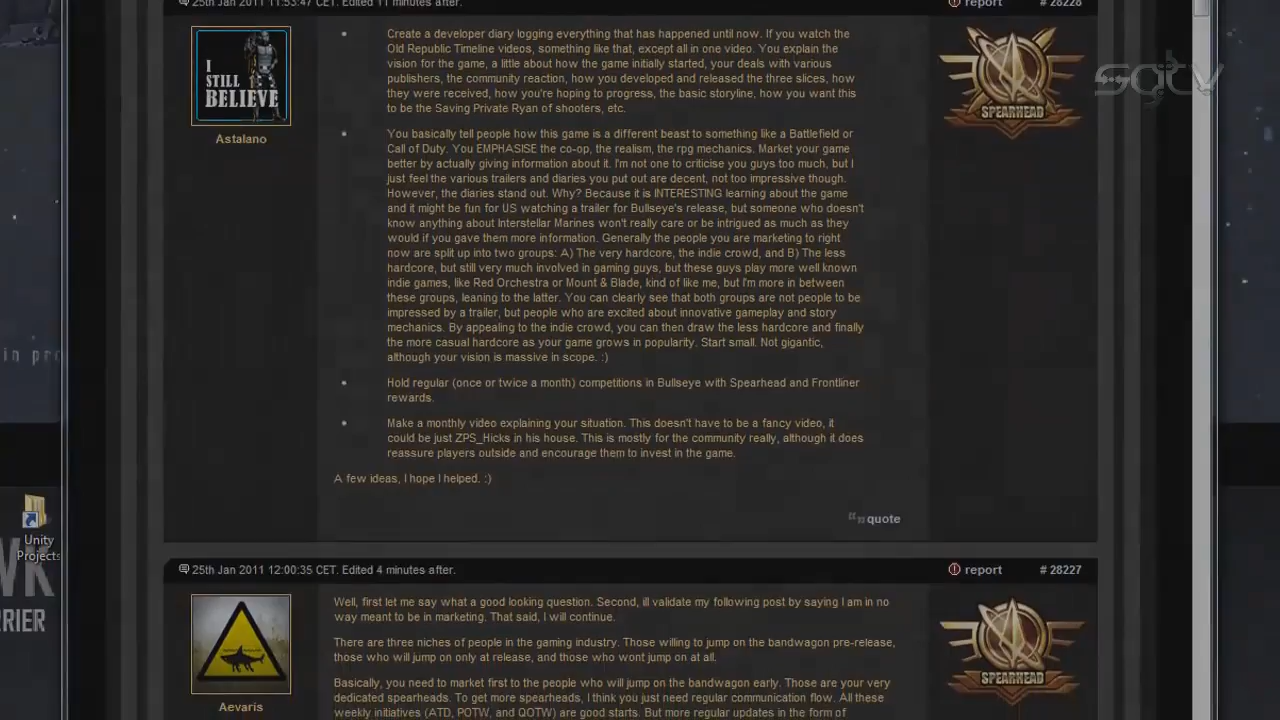 25th Jan 2011 11:53:47 CET. Edited 11 minutes after.
report
# 28228
I
STILL
BELIEVE
Astalano
SPEARHEAD
sgtv
Create a developer diary logging everything that has happened until now. If you watch the
Old Republic Timeline videos, something like that, except all in one video. You explain the
vision for the game, a little about how the game initially started, your deals with various
publishers, the community reaction, how you developed and released the three slices, how
they were received, how you're hoping to progress, the basic storyline, how you want this
to be the Saving Private Ryan of shooters, etc.
You basically tell people how this game is a different beast to something like a Battlefield or
Call of Duty. You EMPHASISE the co-op, the realism, the rpg mechanics. Market your game
better by actually giving information about it. I'm not one to criticise you guys too much, but I
just feel the various trailers and diaries you put out are decent, not too impressive though.
However, the diaries stand out. Why? Because it is INTERESTING learning about the game
and it might be fun for US watching a trailer for Bullseye's release, but someone who doesn't
know anything about Interstellar Marines won't really care or be intrigued as much as they
would if you gave them more information. Generally the people you are marketing to right
now are split up into two groups: A) The very hardcore, the indie crowd, and B) The less
hardcore, but still very much involved in gaming guys, but these guys play more well known
indie games, like Red Orchestra or Mount & Blade, kind of like me, but I'm more in between
these groups, leaning to the latter. You can clearly see that both groups are not people to be
impressed by a trailer, but people who are excited about innovative gameplay and story
mechanics. By appealing to the indie crowd, you can then draw the less hardcore and finally
the more casual hardcore as your game grows in popularity. Start small. Not gigantic,
although your vision is massive in scope. :)
Hold regular (once or twice a month) competitions in Bullseye with Spearhead and Frontliner
rewards.
Make a monthly video explaining your situation. This doesn't have to be a fancy video, it
could be just ZPS_Hicks in his house. This is mostly for the community really, although it does
reassure players outside and encourage them to invest in the game.
A few ideas, I hope I helped. :)
quote
Unity
Projects
25th Jan 2011 12:00:35 CET. Edited 4 minutes after.
report
# 28227
Aevaris
SPEARHEAD
Well, first let me say what a good looking question. Second, ill validate my following post by saying I am in no
way meant to be in marketing. That said, I will continue.
There are three niches of people in the gaming industry. Those willing to jump on the bandwagon pre-release,
those who will jump on only at release, and those who wont jump on at all.
Basically, you need to market first to the people who will jump on the bandwagon early. Those are your very
dedicated spearheads. To get more spearheads, I think you just need regular communication flow. All these
weekly initiatives (ATD, POTW, and QOTW) are good starts. But more regular updates in the form of